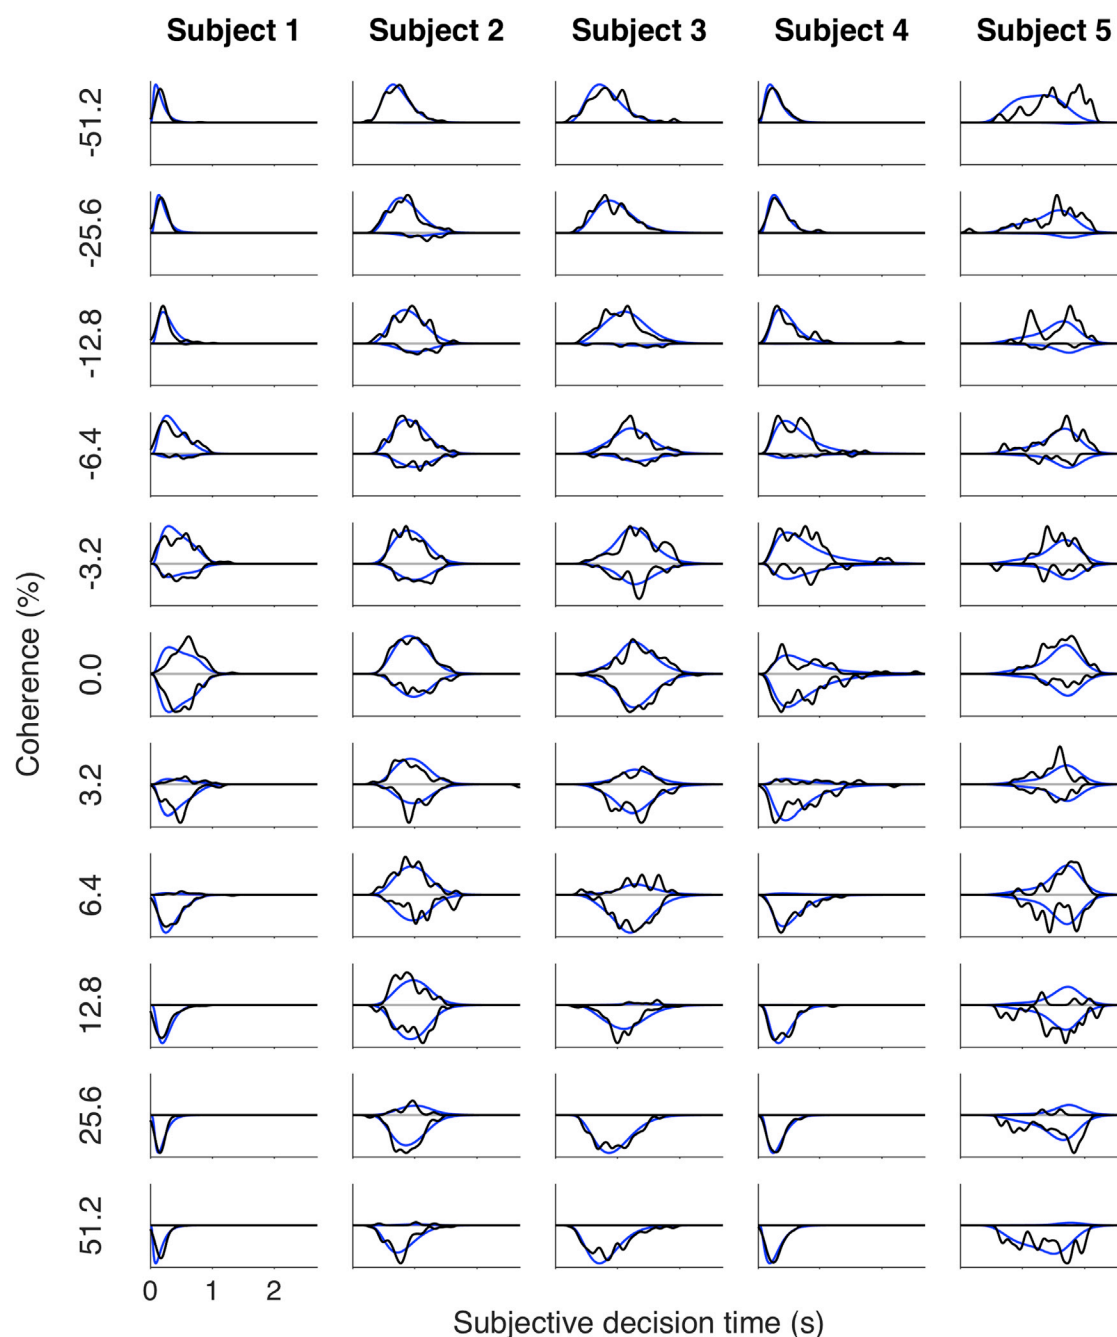 Subject 1 Subject 2 Subject 3 Subject 4 Subject 5
-51.2
-25.6
-12.8
-6.4
-3.2
0.0
3.2
6.4
12.8
25.6
51.2
Coherence (%)
0 1 2
Subjective decision time (s)